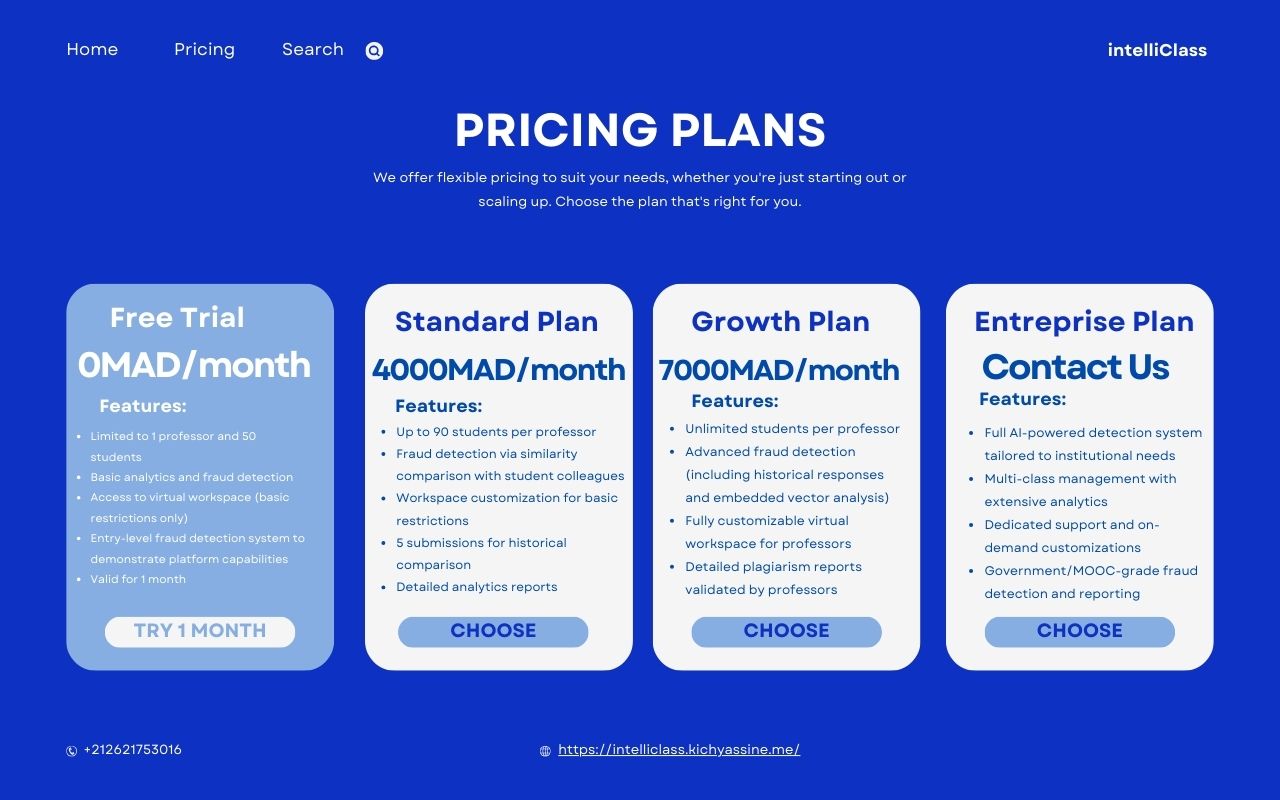 Home Pricing Search intelliClass
PRICING PLANS
We offer flexible pricing to suit your needs, whether you're just starting out or
scaling up. Choose the plan that's right for you.
Free Trial
0MAD/month
Features:
• Limited to 1 professor and 50
students
• Basic analytics and fraud detection
• Access to virtual workspace (basic
restrictions only)
• Entry-level fraud detection system to
demonstrate platform capabilities
• Valid for 1 month
TRY 1 MONTH
Standard Plan
4000MAD/month
Features:
• Up to 90 students per professor
• Fraud detection via similarity
comparison with student colleagues
• Workspace customization for basic
restrictions
• 5 submissions for historical
comparison
• Detailed analytics reports
CHOOSE
Growth Plan
7000MAD/month
Features:
• Unlimited students per professor
• Advanced fraud detection
(including historical responses
and embedded vector analysis)
• Fully customizable virtual
workspace for professors
• Detailed plagiarism reports
validated by professors
CHOOSE
Entreprise Plan
Contact Us
Features:
• Full AI-powered detection system
tailored to institutional needs
• Multi-class management with
extensive analytics
• Dedicated support and on-
demand customizations
• Government/MOOC-grade fraud
detection and reporting
CHOOSE
+212621753016 https://intelliclass.kichyassine.me/